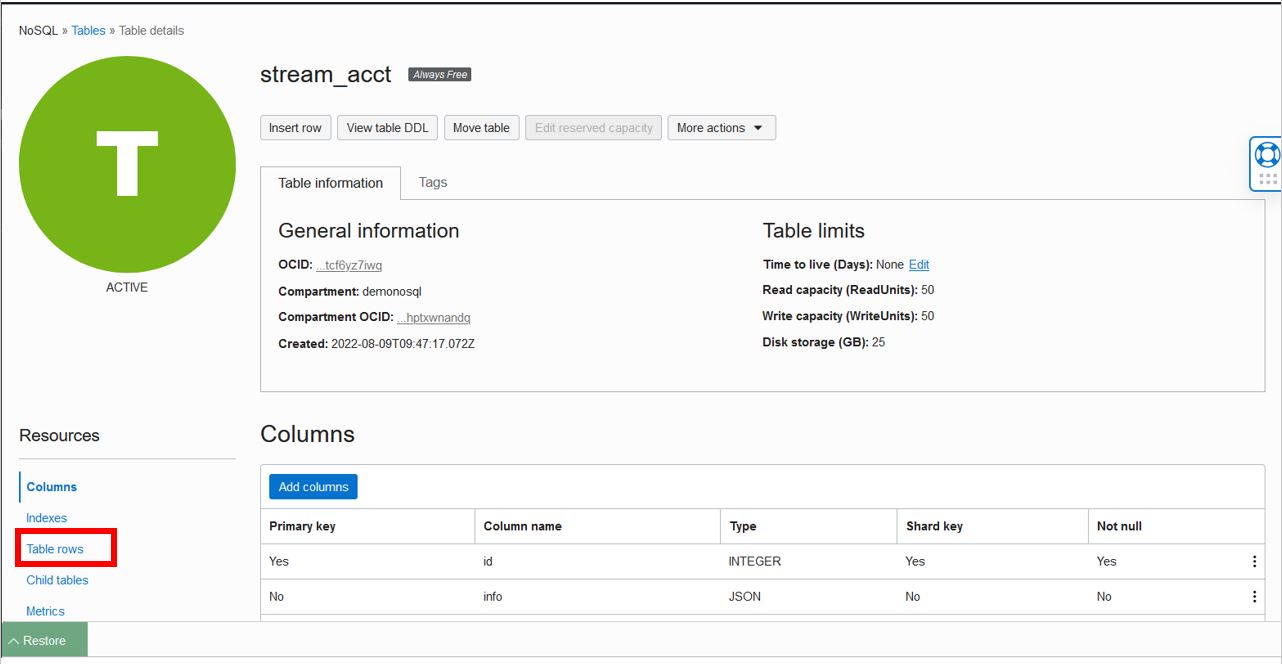 NoSQL » Tables » Table details
T
ACTIVE
stream_acct Always Free
Insert row View table DDL Move table Edit reserved capacity More actions
Table information Tags
General information
OCID: ...tcf6yz7iwq
Compartment: demonosql
Compartment OCID: ...hptxwnandq
Created: 2022-08-09T09:47:17.072Z
Table limits
Time to live (Days): None Edit
Read capacity (ReadUnits): 50
Write capacity (WriteUnits): 50
Disk storage (GB): 25
Resources
Columns
Indexes
Table rows
Child tables
Metrics
Columns
Add columns
Primary key Column name Type Shard key Not null
Yes id INTEGER Yes Yes
No info JSON No No
Restore